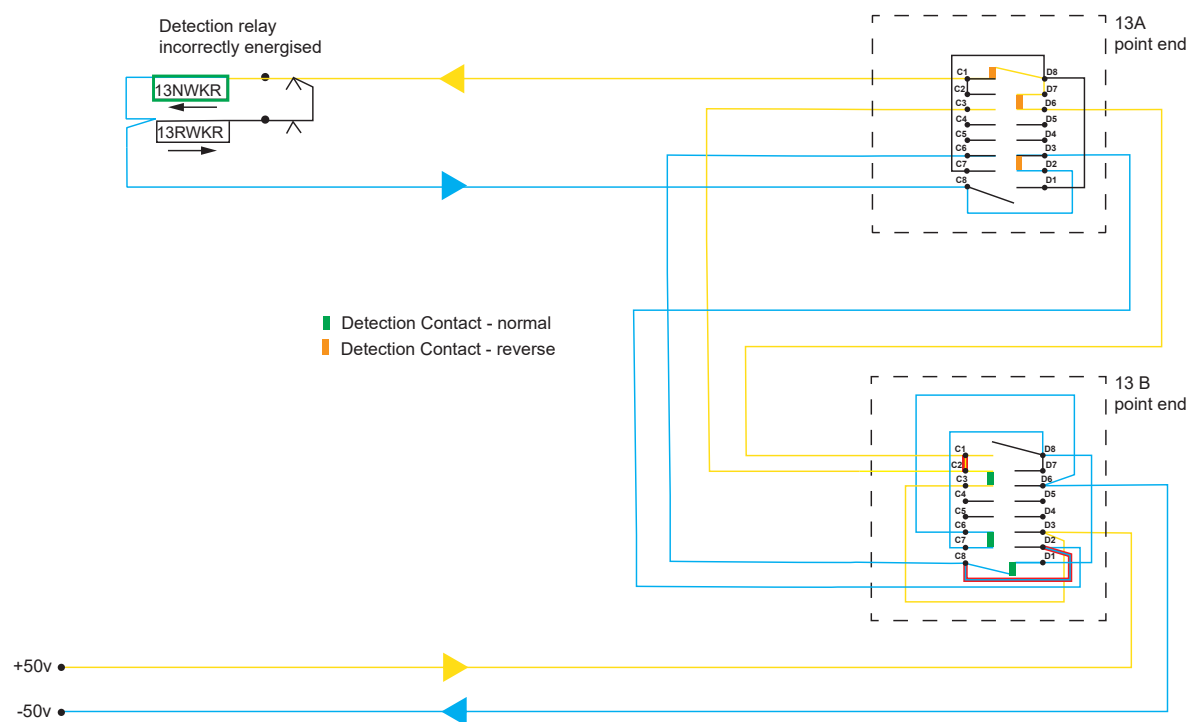 Detection relay
incorrectly energised
13NWKR
13RWKR
13A
point end
C1
C2
C3
C4
C5
C6
C7
C8
D8
D7
D6
D5
D4
D3
D2
D1
Detection Contact - normal
Detection Contact - reverse
13 B
point end
C1
C2
C3
C4
C5
C6
C7
C8
D8
D7
D6
D5
D4
D3
D2
D1
+50v
-50v